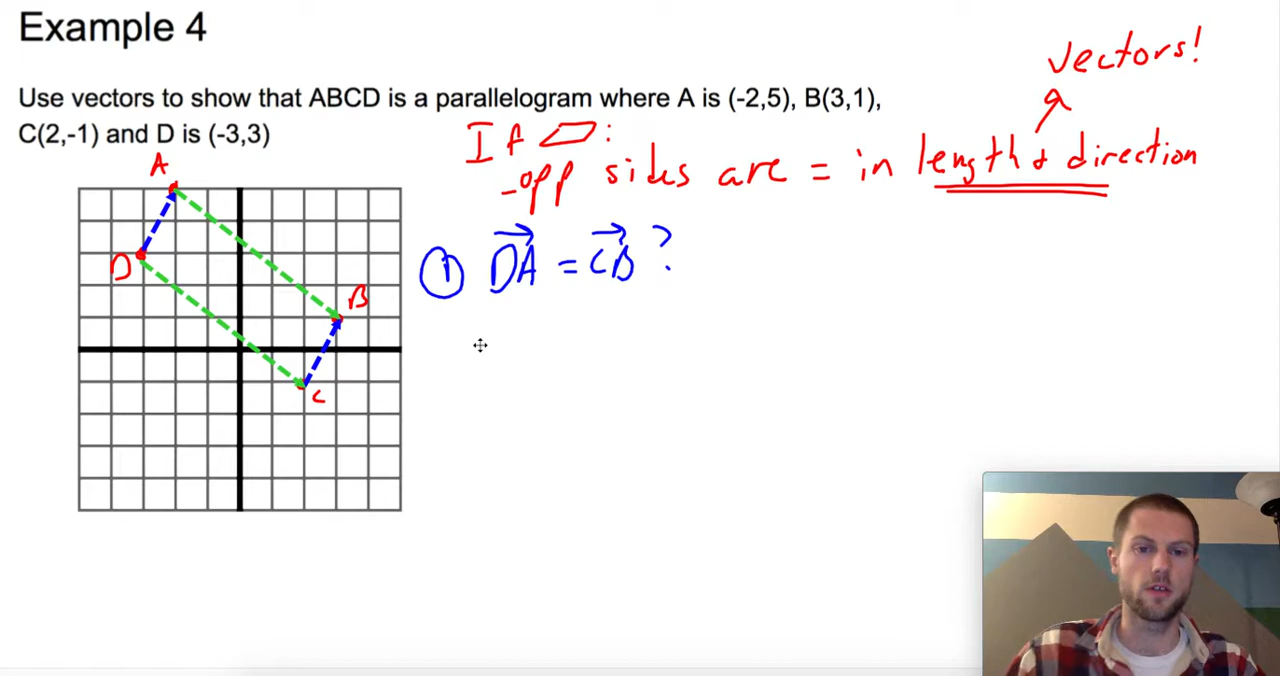 Example 4
Use vectors to show that ABCD is a parallelogram where A is (-2,5), B(3,1),
C(2,-1) and D is (-3,3)
vectors!
If ▱:
-opp sides are = in length & direction
① DA = CB ?
A
D
B
C